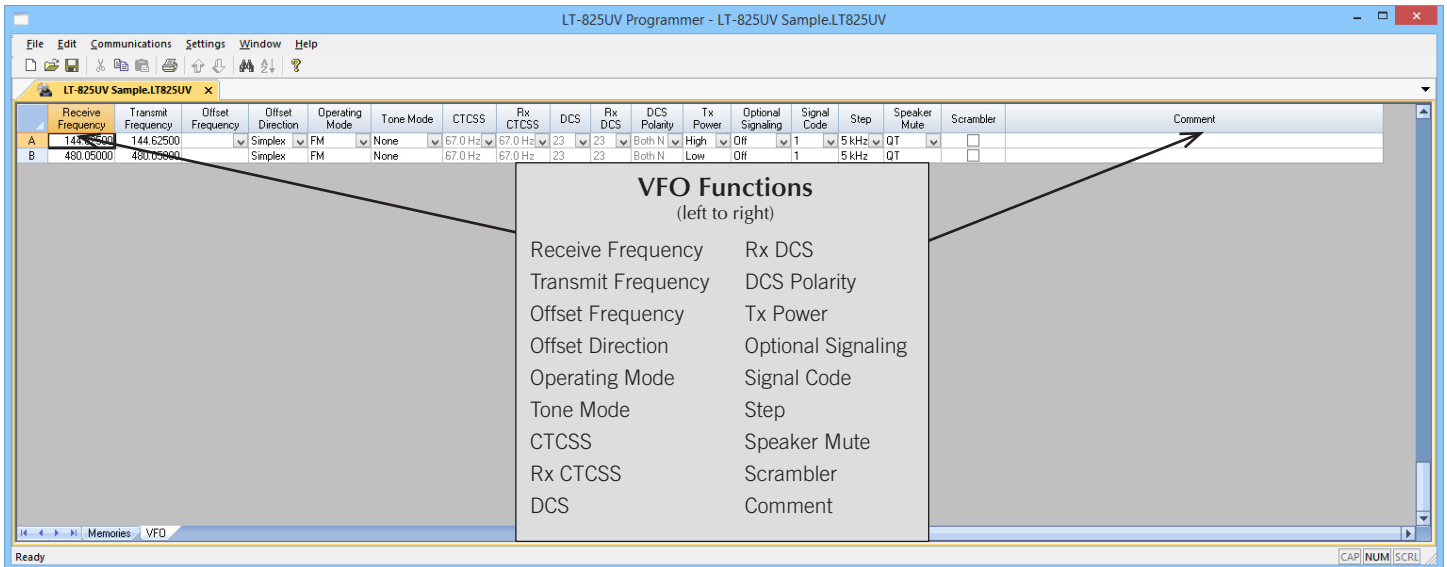 LT-825UV Programmer - LT-825UV Sample.LT825UV
File Edit Communications Settings Window Help
LT-825UV Sample.LT825UV
Receive Frequency Transmit Frequency Offset Frequency Offset Direction Operating Mode Tone Mode CTCSS Rx CTCSS DCS Rx DCS DCS Polarity Tx Power Optional Signaling Signal Code Step Speaker Mute Scrambler Comment
A 144.62500 144.62500 Simplex FM None 67.0 Hz 67.0 Hz 23 23 Both N High Off 1 5 kHz QT
B 480.05000 480.05000 Simplex FM None 67.0 Hz 67.0 Hz 23 23 Both N Low Off 1 5 kHz QT
VFO Functions
(left to right)
Receive Frequency
Transmit Frequency
Offset Frequency
Offset Direction
Operating Mode
Tone Mode
CTCSS
Rx CTCSS
DCS
Rx DCS
DCS Polarity
Tx Power
Optional Signaling
Signal Code
Step
Speaker Mute
Scrambler
Comment
Memories VFO
Ready
CAP NUM SCRL